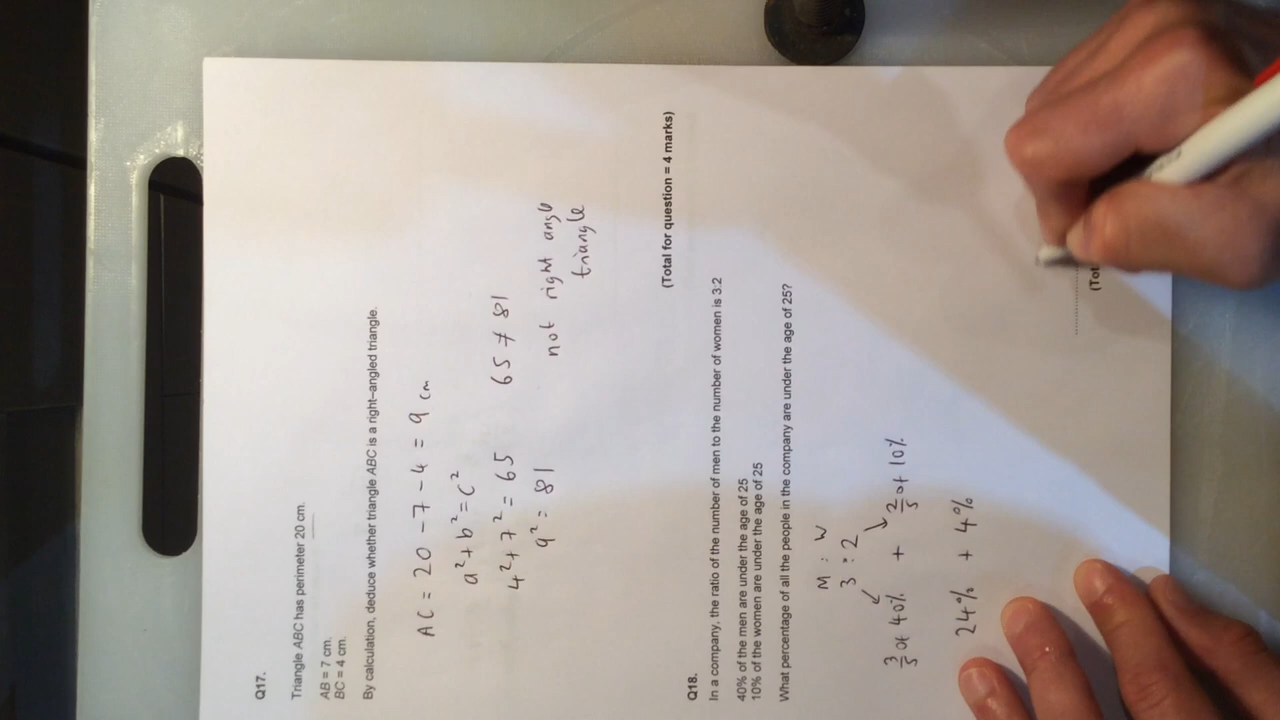 Q17.
Triangle ABC has perimeter 20 cm.
AB = 7 cm.
BC = 4 cm.
By calculation, deduce whether triangle ABC is a right–angled triangle.
AC = 20 - 7 - 4 = 9 cm
a² + b² = c²
4² + 7² = 65 65 ≠ 81
9² = 81 not right angle
triangle
(Total for question = 4 marks)
Q18.
In a company, the ratio of the number of men to the number of women is 3:2
40% of the men are under the age of 25
10% of the women are under the age of 25
What percentage of all the people in the company are under the age of 25?
M : W
3 : 2
3/5 of 40% + 2/5 of 10%
24% + 4%